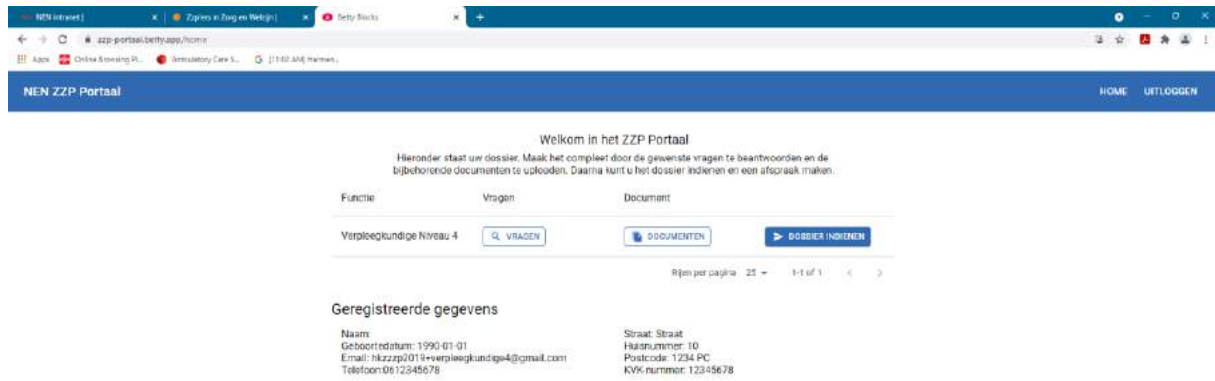 NEN intranet |
Zzp'ers in Zorg en Welzijn |
Betty Blocks
zzp-portaal.betty.app/home
Apps
Online Browsing Pl...
Ambulatory Care S...
[11:02 AM] Harmen...
NEN ZZP Portaal
HOME UITLOGGEN
Welkom in het ZZP Portaal
Hieronder staat uw dossier. Maak het compleet door de gewenste vragen te beantwoorden en de
bijbehorende documenten te uploaden. Daarna kunt u het dossier indienen en een afspraak maken.
Functie Vragen Document
Verpleegkundige Niveau 4 VRAGEN DOCUMENTEN DOSSIER INDIENEN
Rijen per pagina 25 1-1 of 1
Geregistreerde gegevens
Naam:
Geboortedatum: 1990-01-01
Email: hkzzzp2019+verpleegkundige4@gmail.com
Telefoon:0612345678
Straat: Straat
Huisnummer: 10
Postcode: 1234 PC
KVK-nummer: 12345678